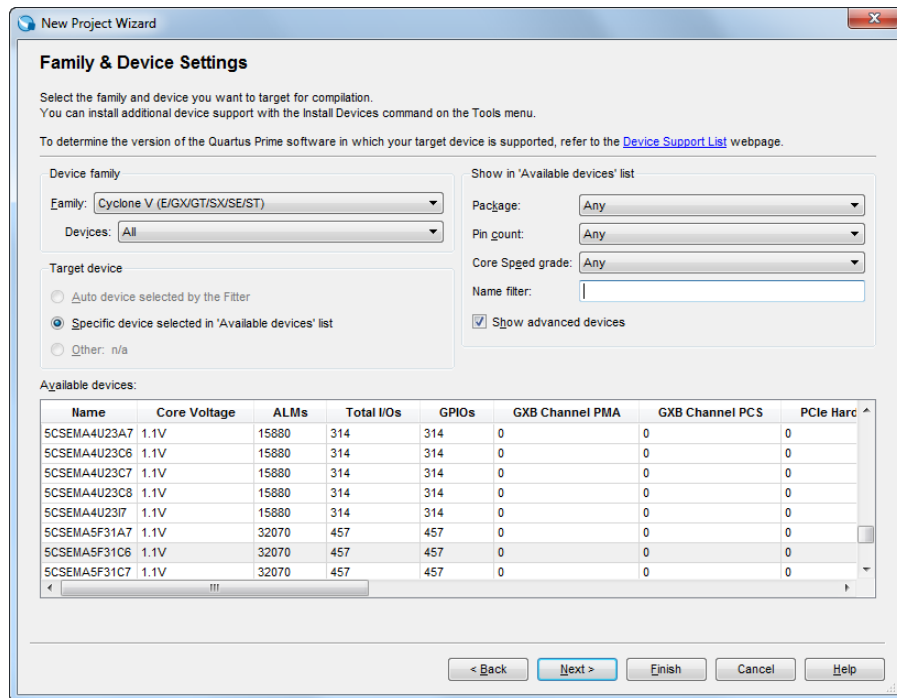 New Project Wizard
Family & Device Settings
Select the family and device you want to target for compilation.
You can install additional device support with the Install Devices command on the Tools menu.
To determine the version of the Quartus Prime software in which your target device is supported, refer to the Device Support List webpage.
Device family
Family: Cyclone V (E/GX/GT/SX/SE/ST)
Devices: All
Target device
Auto device selected by the Fitter
Specific device selected in 'Available devices' list
Other: n/a
Show in 'Available devices' list
Package: Any
Pin count: Any
Core Speed grade: Any
Name filter:
Show advanced devices
Available devices:
Name Core Voltage ALMs Total I/Os GPIOs GXB Channel PMA GXB Channel PCS PCIe Hard
5CSEMA4U23A7 1.1V 15880 314 314 0 0 0
5CSEMA4U23C6 1.1V 15880 314 314 0 0 0
5CSEMA4U23C7 1.1V 15880 314 314 0 0 0
5CSEMA4U23C8 1.1V 15880 314 314 0 0 0
5CSEMA4U23I7 1.1V 15880 314 314 0 0 0
5CSEMA5F31A7 1.1V 32070 457 457 0 0 0
5CSEMA5F31C6 1.1V 32070 457 457 0 0 0
5CSEMA5F31C7 1.1V 32070 457 457 0 0 0
< Back Next > Finish Cancel Help